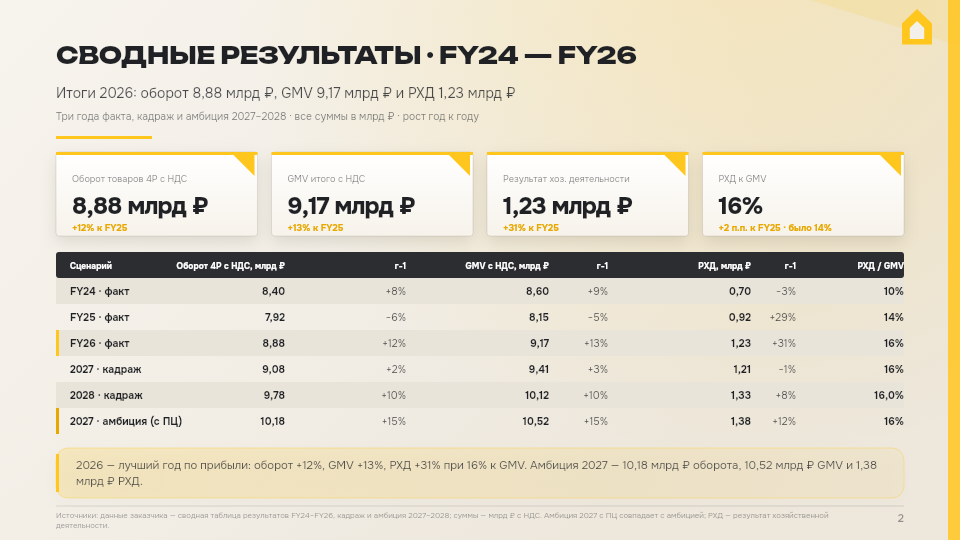 СВОДНЫЕ РЕЗУЛЬТАТЫ · FY24 — FY26
Итоги 2026: оборот 8,88 млрд ₽, GMV 9,17 млрд ₽ и РХД 1,23 млрд ₽
Три года факта, кадраж и амбиция 2027–2028 · все суммы в млрд ₽ · рост год к году
Оборот товаров 4Р с НДС
8,88 млрд ₽
+12% к FY25
GMV итого с НДС
9,17 млрд ₽
+13% к FY25
Результат хоз. деятельности
1,23 млрд ₽
+31% к FY25
РХД к GMV
16%
+2 п.п. к FY25 · было 14%
Сценарий Оборот 4Р с НДС, млрд ₽ г-1 GMV с НДС, млрд ₽ г-1 РХД, млрд ₽ г-1 РХД / GMV
FY24 · факт 8,40 +8% 8,60 +9% 0,70 -3% 10%
FY25 · факт 7,92 -6% 8,15 -5% 0,92 +29% 14%
FY26 · факт 8,88 +12% 9,17 +13% 1,23 +31% 16%
2027 · кадраж 9,08 +2% 9,41 +3% 1,21 -1% 16%
2028 · кадраж 9,78 +10% 10,12 +10% 1,33 +8% 16,0%
2027 · амбиция (с ПЦ) 10,18 +15% 10,52 +15% 1,38 +12% 16%
2026 — лучший год по прибыли: оборот +12%, GMV +13%, РХД +31% при 16% к GMV. Амбиция 2027 — 10,18 млрд ₽ оборота, 10,52 млрд ₽ GMV и 1,38
млрд ₽ РХД.
Источники: данные заказчика — сводная таблица результатов FY24–FY26, кадраж и амбиция 2027–2028; суммы — млрд ₽ с НДС. Амбиция 2027 с ПЦ совпадает с амбицией; РХД — результат хозяйственной
деятельности.
2